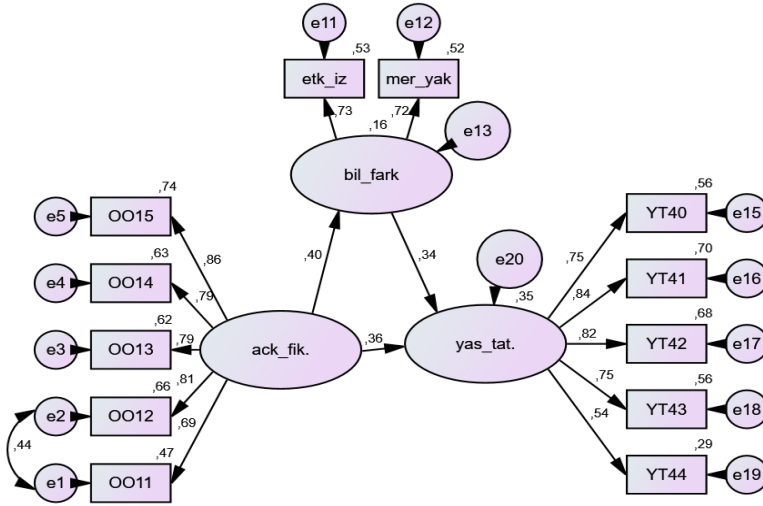 e11
e12
,53
,52
etk_iz
mer_yak
,73
,72
,16
e13
bil_fark
,74
,56
e5
OO15
YT40
e15
,86
,40
,34
,75
e20
,63
,70
e4
OO14
YT41
e16
,79
,84
,35
,62
,68
e3
OO13
,79
ack_fik.
,36
yas_tat.
,82
YT42
e17
,66
,81
,75
,56
e2
OO12
YT43
e18
,69
,54
,44
,47
,29
e1
OO11
YT44
e19